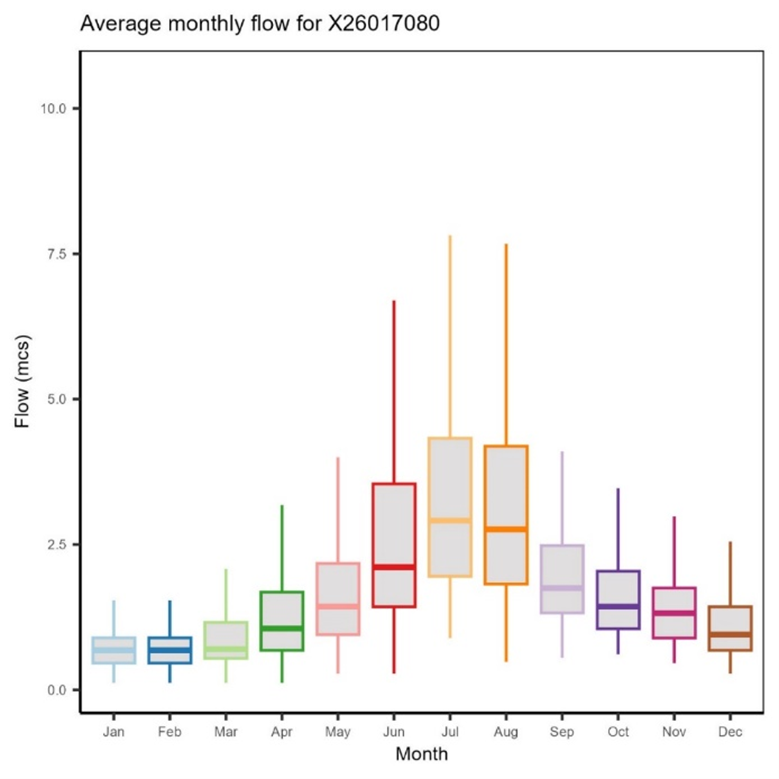 Average monthly flow for X26017080
10.0
7.5
5.0
2.5
0.0
Flow (mcs)
Jan Feb Mar Apr May Jun Jul Aug Sep Oct Nov Dec
Month